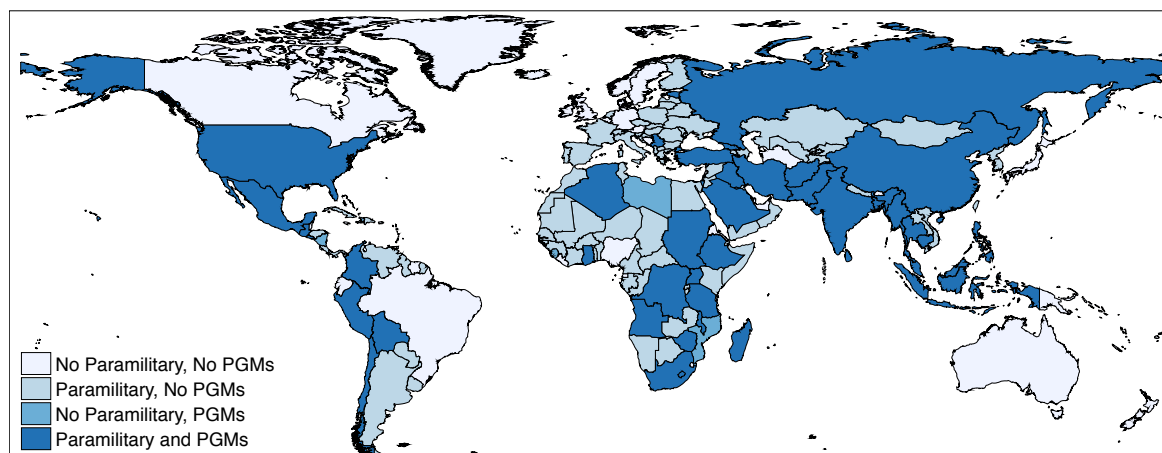 No Paramilitary, No PGMs
Paramilitary, No PGMs
No Paramilitary, PGMs
Paramilitary and PGMs